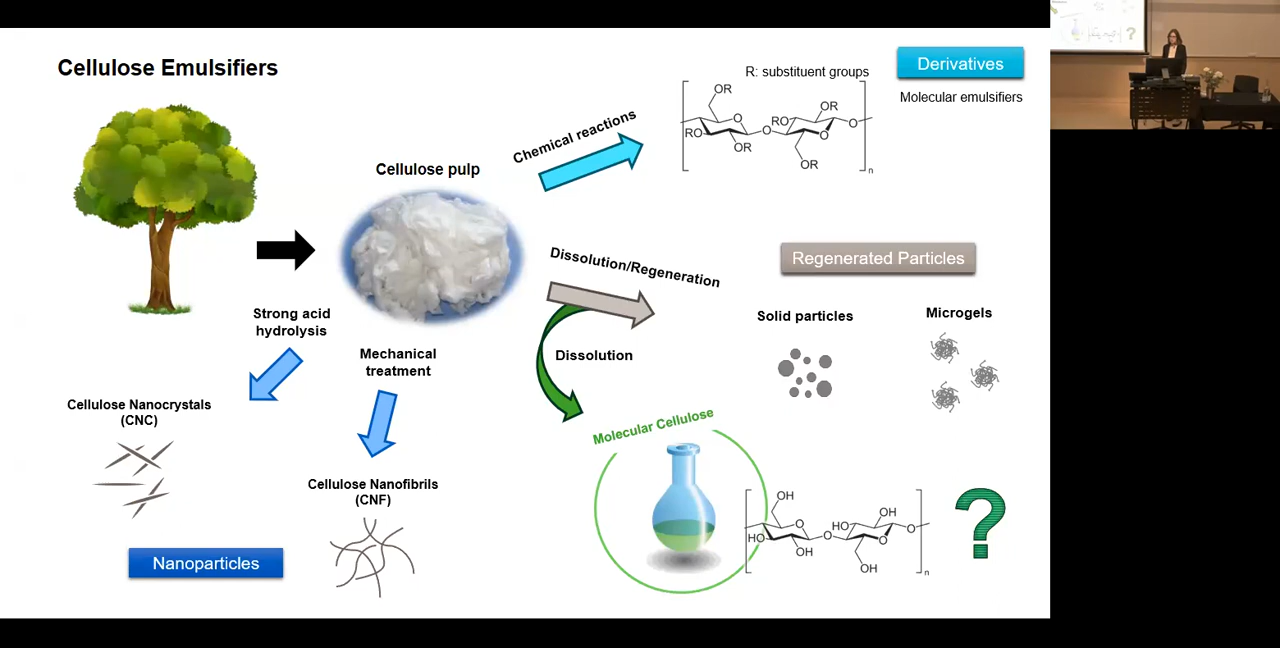 Cellulose Emulsifiers
Derivatives
R: substituent groups
Molecular emulsifiers
Chemical reactions
OR
OR
RO
O
O
RO
O
O
OR
OR
n
Cellulose pulp
Dissolution/Regeneration
Regenerated Particles
Strong acid
hydrolysis
Mechanical
treatment
Dissolution
Solid particles
Microgels
Cellulose Nanocrystals
(CNC)
Molecular Cellulose
Cellulose Nanofibrils
(CNF)
OH
OH
HO
O
O
HO
O
O
OH
OH
n
?
Nanoparticles